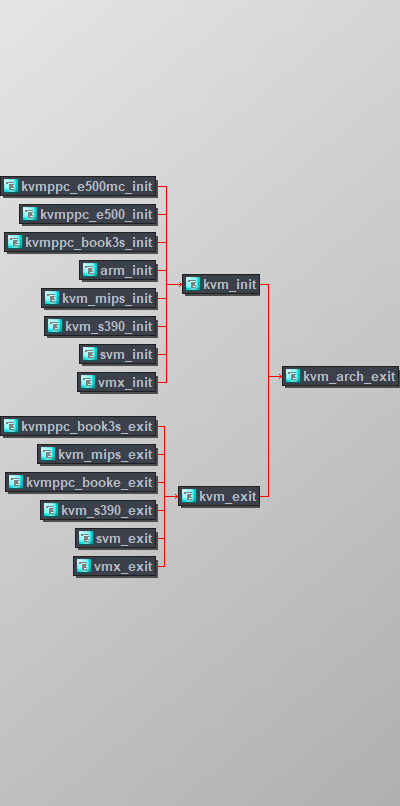 kvmppc_e500mc_init
kvmppc_e500_init
kvmppc_book3s_init
arm_init
kvm_mips_init
kvm_s390_init
svm_init
vmx_init
kvm_init
kvm_arch_exit
kvmppc_book3s_exit
kvm_mips_exit
kvmppc_booke_exit
kvm_s390_exit
svm_exit
vmx_exit
kvm_exit